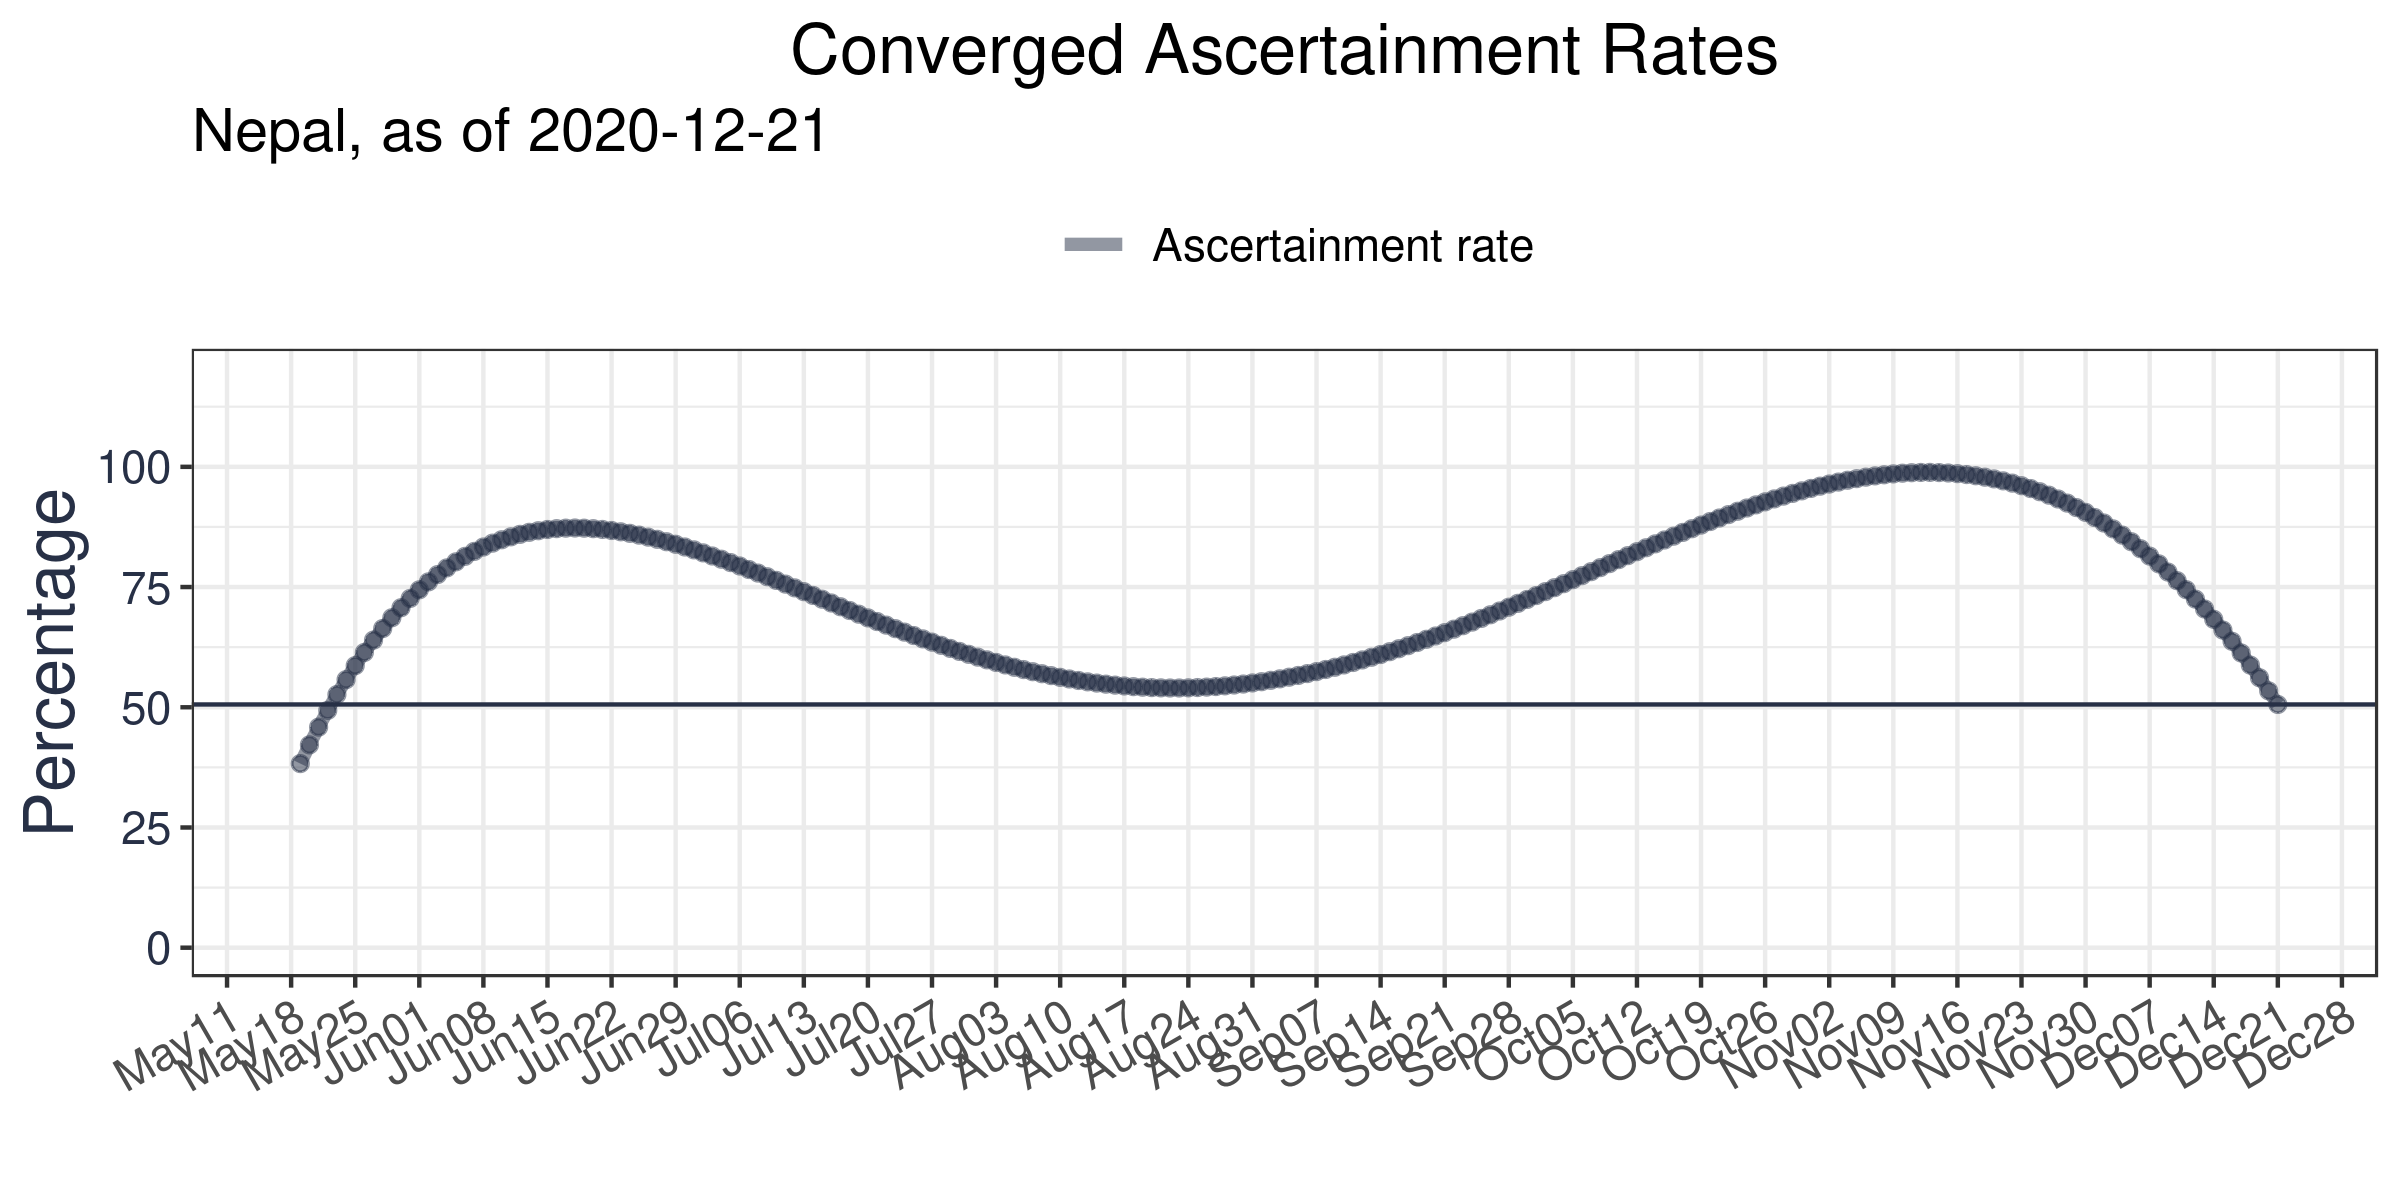 Converged Ascertainment Rates
Nepal, as of 2020-12-21
Ascertainment rate
Percentage
100
75
50
25
0
May11
May18
May25
Jun01
Jun08
Jun15
Jun22
Jun29
Jul06
Jul13
Jul20
Jul27
Aug03
Aug10
Aug17
Aug24
Aug31
Sep07
Sep14
Sep21
Sep28
Oct05
Oct12
Oct19
Oct26
Nov02
Nov09
Nov16
Nov23
Nov30
Dec07
Dec14
Dec21
Dec28